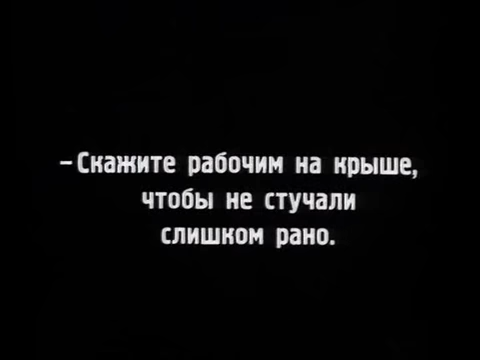 –Скажите рабочим на крыше,
чтобы не стучали
слишком рано.